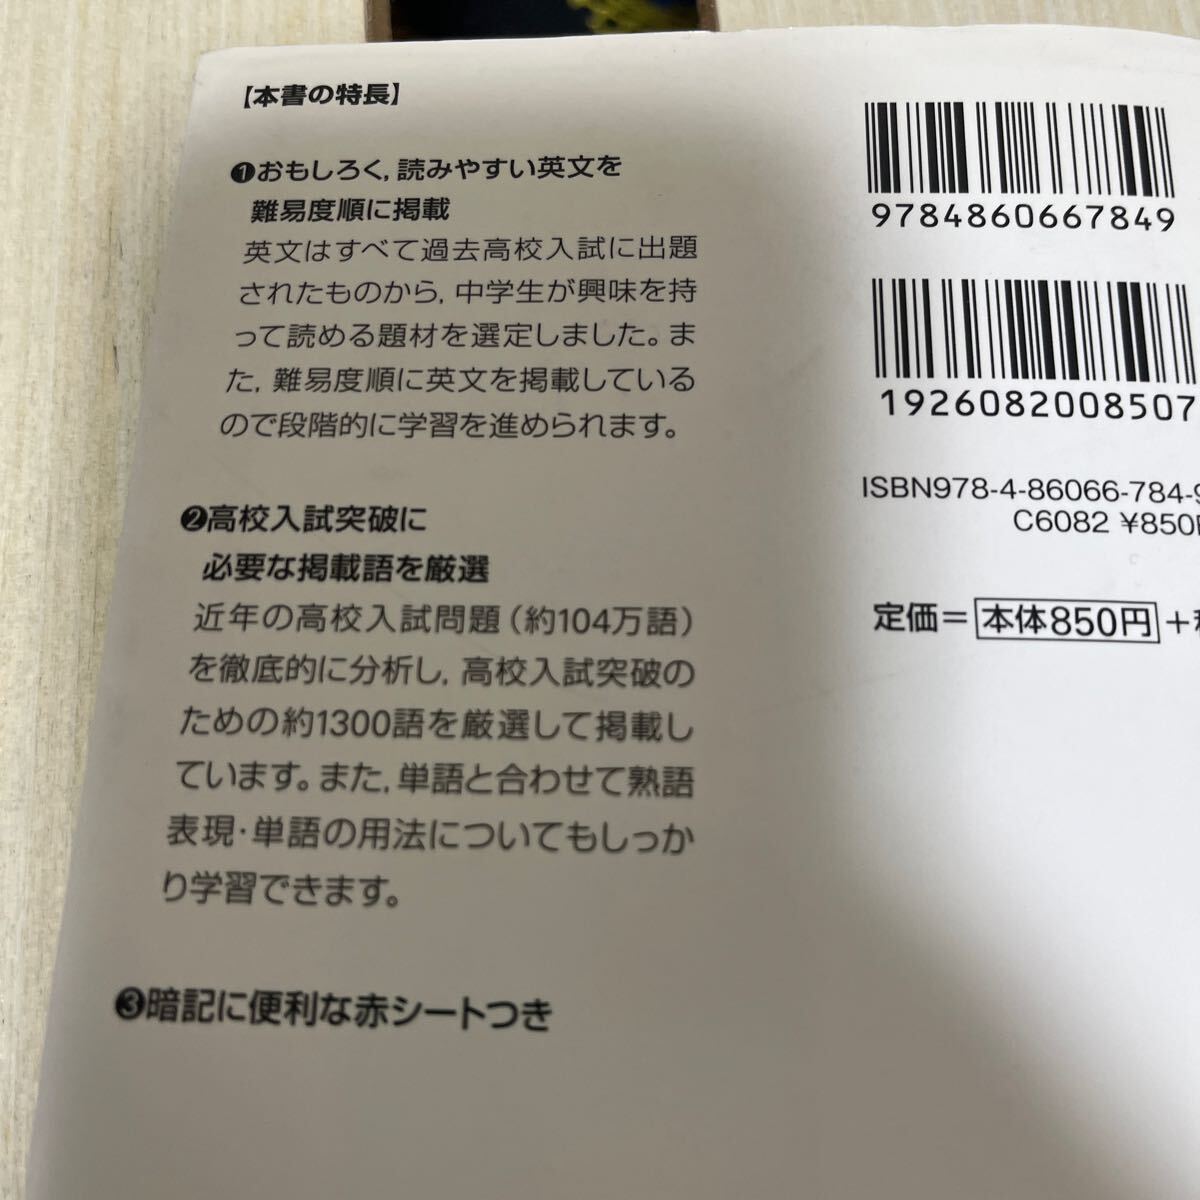 【本書の特長】
❶おもしろく,読みやすい英文を
難易度順に掲載
英文はすべて過去高校入試に出題
されたものから,中学生が興味を持
って読める題材を選定しました。ま
た,難易度順に英文を掲載している
ので段階的に学習を進められます。
❷高校入試突破に
必要な掲載語を厳選
近年の高校入試問題(約104万語)
を徹底的に分析し,高校入試突破の
ための約1300語を厳選して掲載し
ています。また,単語と合わせて熟語
表現・単語の用法についてもしっか
り学習できます。
❸暗記に便利な赤シートつき
9784860667849
1926082008507
ISBN978-4-86066-784-9
C6082 ¥850E
定価=本体850円+税